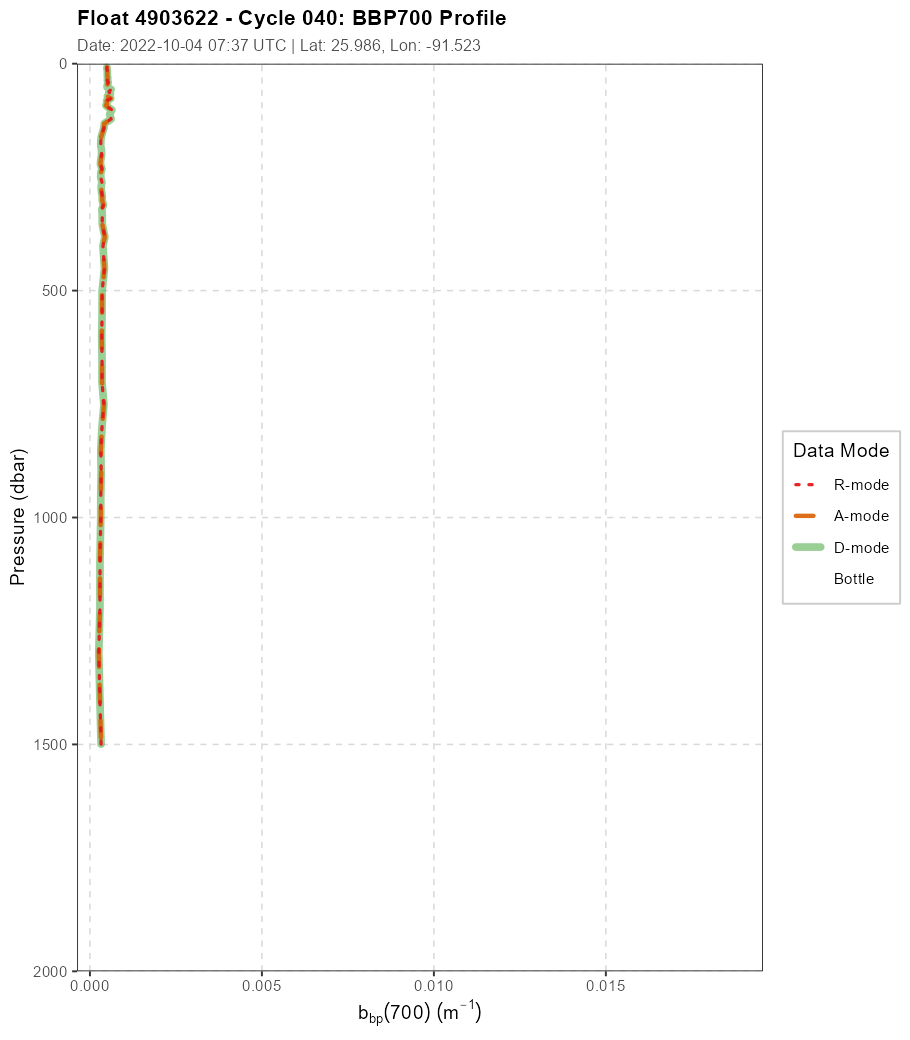 Float 4903622 - Cycle 040: BBP700 Profile
Date: 2022-10-04 07:37 UTC | Lat: 25.986, Lon: -91.523
0
500
1000
1500
2000
Pressure (dbar)
0.000 0.005 0.010 0.015
b_bp(700) (m⁻¹)
Data Mode
R-mode
A-mode
D-mode
Bottle